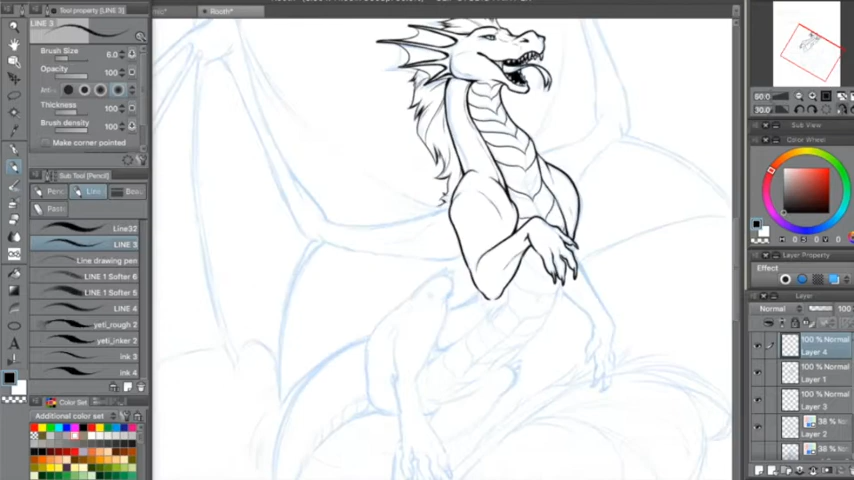 Rooth*
Tool property [LINE 3]
LINE 3
Brush Size 6.0
Opacity 100
Thickness 100
Brush density 100
Make corner pointed
Sub Tool [Pencil]
Line32
LINE 3
Line drawing pen
LINE 1 Softer 6
LINE 1 Softer 5
LINE 4
yeti_rough 2
yeti_inker 2
ink 3
ink 4
Color Set
Additional color set
30.0
Sub View
Color Wheel
Layer Property
Effect
Layer
Normal 100
100 % Normal
Layer 4
100 % Normal
Layer 1
100 % Normal
Layer 3
38 % No
Layer 2
38 % No